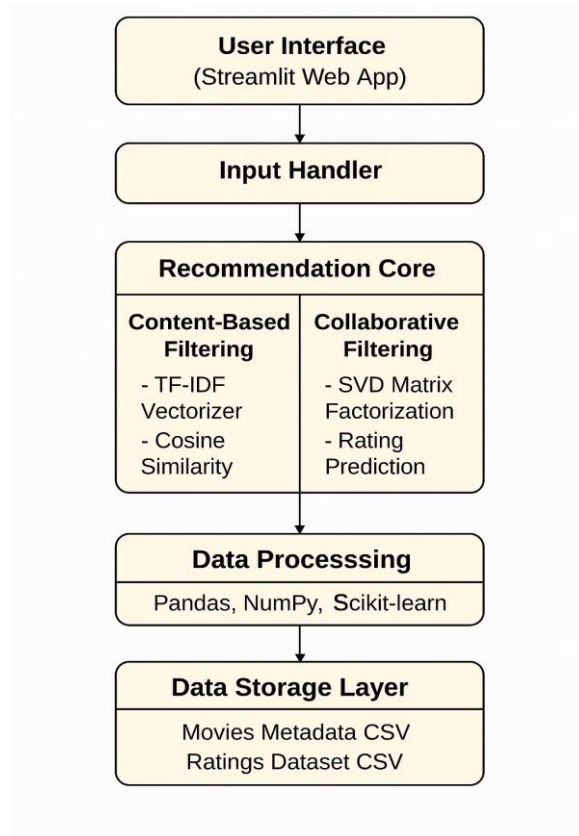 User Interface
(Streamlit Web App)
Input Handler
Recommendation Core
Content-Based
Filtering
- TF-IDF
Vectorizer
- Cosine
Similarity
Collaborative
Filtering
- SVD Matrix
Factorization
- Rating
Prediction
Data Processsing
Pandas, NumPy, Scikit-learn
Data Storage Layer
Movies Metadata CSV
Ratings Dataset CSV